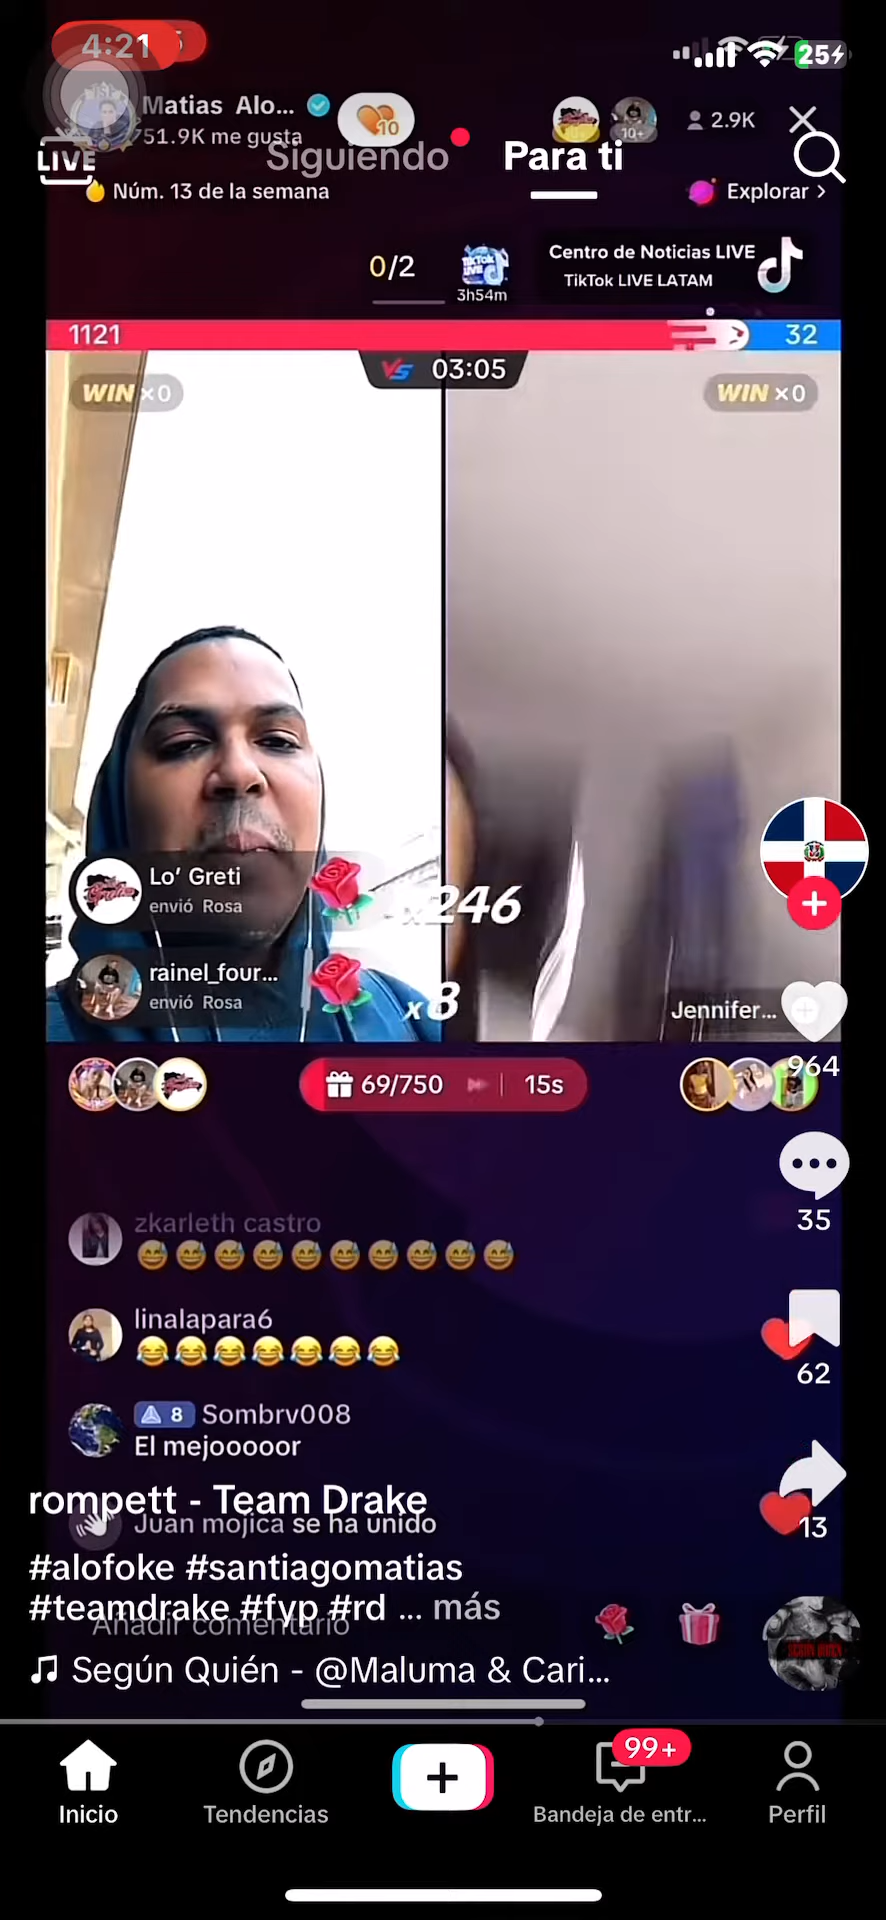 4:21
25
Matias Alo...
51.9K me gusta
10
10+
2.9K
LIVE
Siguiendo
Para ti
Núm. 13 de la semana
Explorar >
0/2
3h54m
Centro de Noticias LIVE
TikTok LIVE LATAM
1121
32
VS 03:05
WIN x0
WIN x0
Lo' Greti
envió Rosa
x246
rainel_four...
envió Rosa
x8
Jennifer...
964
69/750
15s
35
zkarleth castro
linalapara6
62
8 Sombrv008
El mejooooor
rompett - Team Drake
Juan mojica se ha unido
13
#alofoke #santiagomatias
#teamdrake #fyp #rd ... más
Añadir comentario
Según Quién - @Maluma & Cari...
99+
Inicio
Tendencias
Bandeja de entr...
Perfil